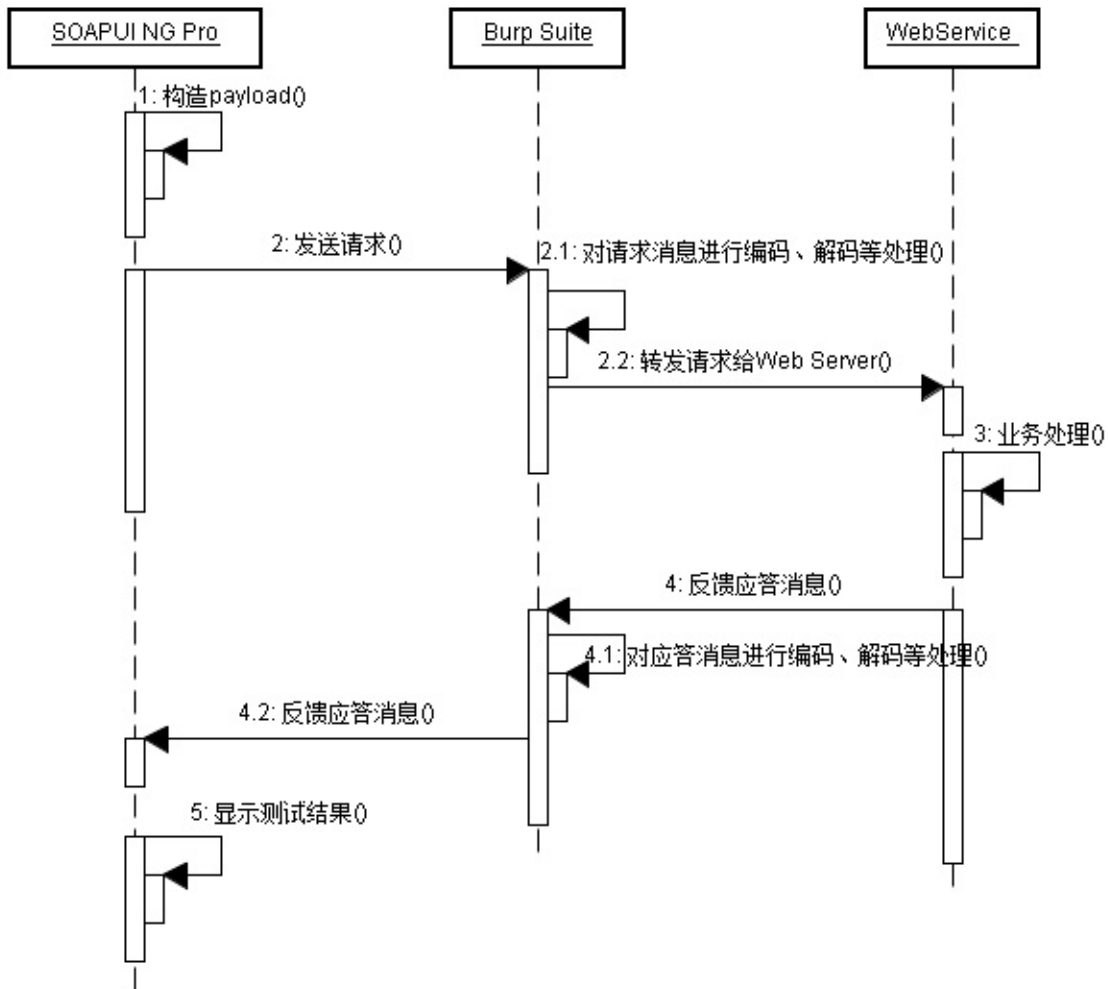 SOAPUI NG Pro
Burp Suite
WebService
1: 构造payload()
2: 发送请求()
2.1: 对请求消息进行编码、解码等处理()
2.2: 转发请求给Web Server()
3: 业务处理()
4: 反馈应答消息()
4.1: 对应答消息进行编码、解码等处理()
4.2: 反馈应答消息()
5: 显示测试结果()